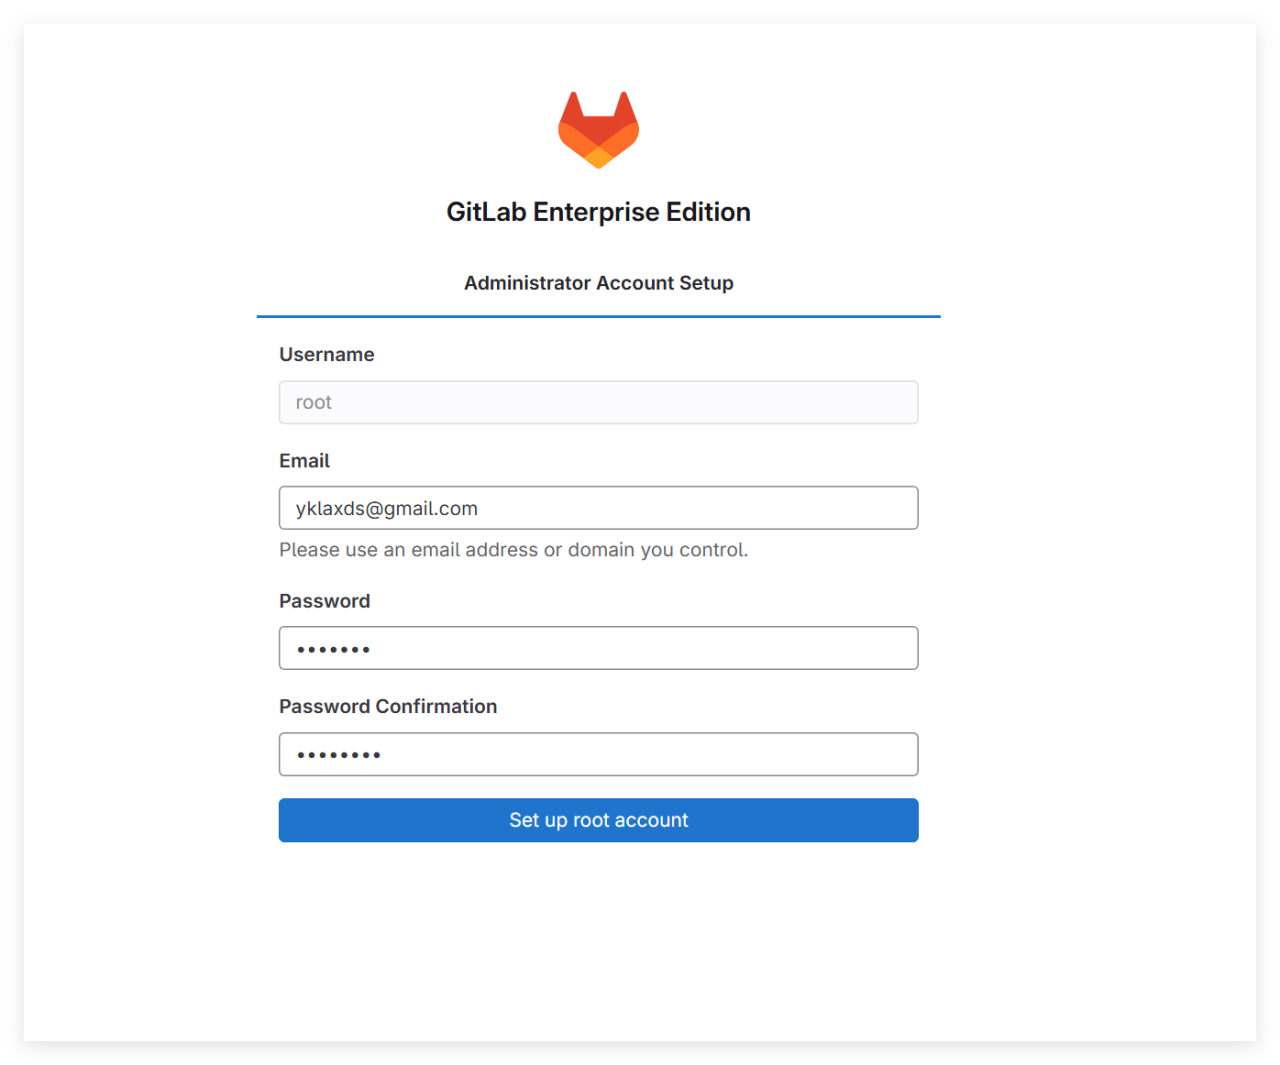 GitLab Enterprise Edition
Administrator Account Setup
Username
root
Email
yklaxds@gmail.com
Please use an email address or domain you control.
Password
•••••••
Password Confirmation
••••••••
Set up root account